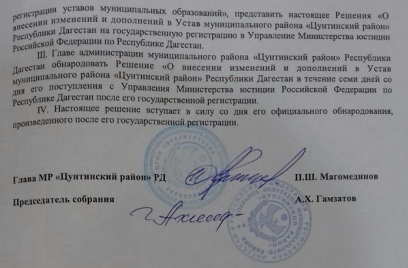 регистрации уставов муниципальных образований», представить настоящее Решения «О
внесении изменений и дополнений в Устав муниципального района «Цунтинский район»
Республики Дагестан на государственную регистрацию в Управление Министерства юстиции
Российской Федерации по Республике Дагестан.
III. Главе администрации муниципального района «Цунтинский район» Республики
Дагестан обнародовать Решение «О внесении изменений и дополнений в Устав
муниципального района «Цунтинский район» Республики Дагестан в течение семи дней со
дня его поступления с Управления Министерства юстиции Российской Федерации по
Республике Дагестан после его государственной регистрации.
IV. Настоящее решение вступает в силу со дня его официального обнародования,
произведенного после его государственной регистрации.
Глава МР «Цунтинский район» РД П.Ш. Магомединов
Председатель собрания А.Х. Гамзатов